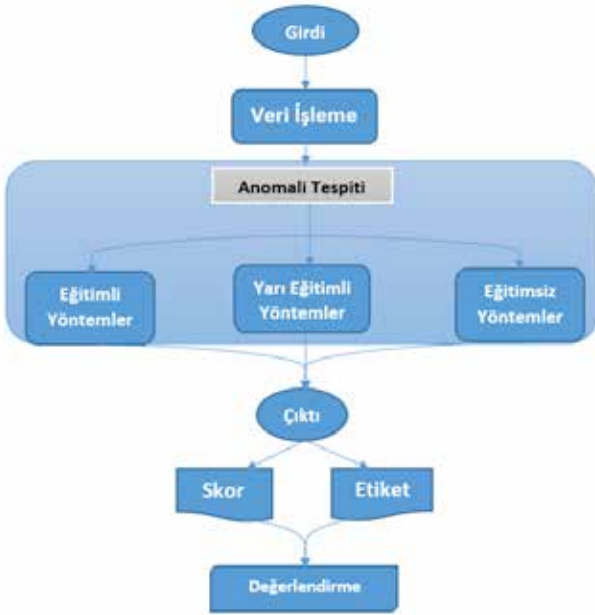 Girdi
Veri İşleme
Anomali Tespiti
Eğitimli
Yöntemler
Yarı Eğitimli
Yöntemler
Eğitimsiz
Yöntemler
Çıktı
Skor
Etiket
Değerlendirme